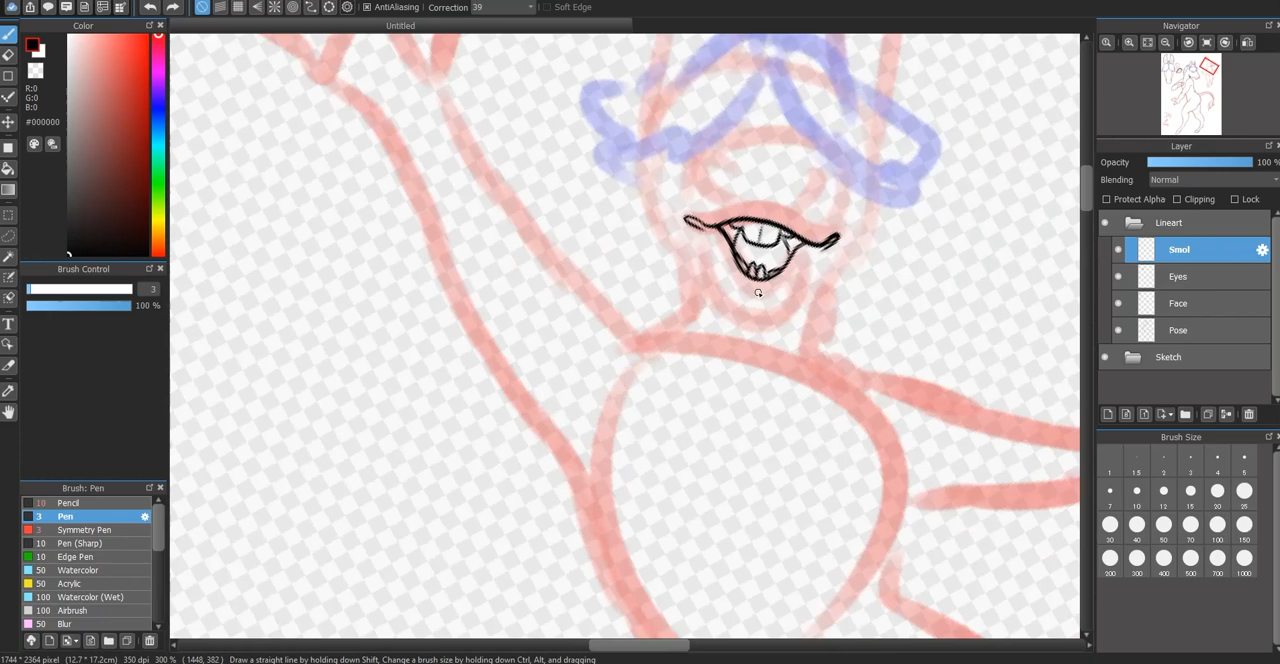 AntiAliasing Correction 39 Soft Edge
Color
Untitled
Navigator
R:0
G:0
B:0
#000000
Brush Control
3
100 %
Layer
Opacity 100 %
Blending Normal
Protect Alpha Clipping Lock
Lineart
Smol
Eyes
Face
Pose
Sketch
Brush: Pen
10 Pencil
3 Pen
3 Symmetry Pen
10 Pen (Sharp)
10 Edge Pen
50 Watercolor
50 Acrylic
100 Watercolor (Wet)
100 Airbrush
50 Blur
Brush Size
1 1.5 2 3 4 5
7 10 12 15 20 25
30 40 50 70 100 150
200 300 400 500 700 1000
1744 * 2364 pixel (12.7 * 17.2cm) 350 dpi 300 % ( 1448, 382 ) Draw a straight line by holding down Shift, Change a brush size by holding down Ctrl, Alt, and dragging